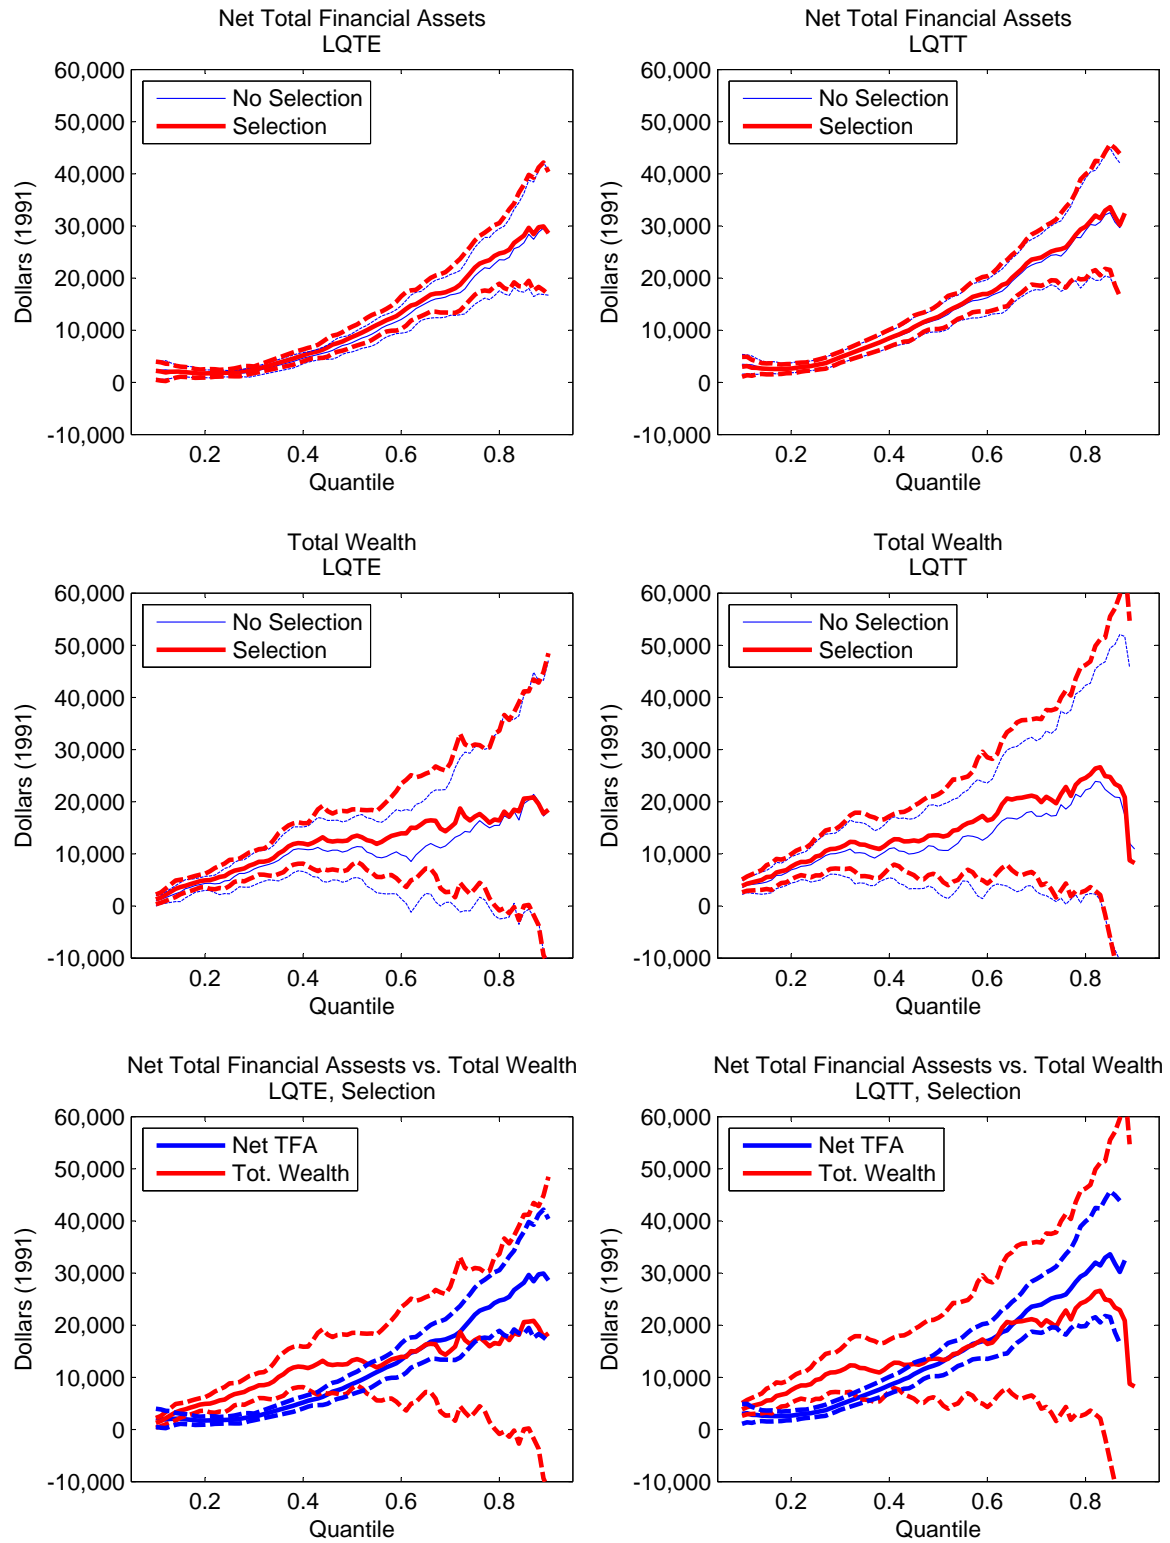 Net Total Financial Assets
LQTE
60,000
50,000
40,000
30,000
20,000
10,000
0
-10,000
Dollars (1991)
No Selection
Selection
0.2 0.4 0.6 0.8
Quantile
Net Total Financial Assets
LQTT
60,000
50,000
40,000
30,000
20,000
10,000
0
-10,000
Dollars (1991)
No Selection
Selection
0.2 0.4 0.6 0.8
Quantile
Total Wealth
LQTE
60,000
50,000
40,000
30,000
20,000
10,000
0
-10,000
Dollars (1991)
No Selection
Selection
0.2 0.4 0.6 0.8
Quantile
Total Wealth
LQTT
60,000
50,000
40,000
30,000
20,000
10,000
0
-10,000
Dollars (1991)
No Selection
Selection
0.2 0.4 0.6 0.8
Quantile
Net Total Financial Assests vs. Total Wealth
LQTE, Selection
60,000
50,000
40,000
30,000
20,000
10,000
0
-10,000
Dollars (1991)
Net TFA
Tot. Wealth
0.2 0.4 0.6 0.8
Quantile
Net Total Financial Assests vs. Total Wealth
LQTT, Selection
60,000
50,000
40,000
30,000
20,000
10,000
0
-10,000
Dollars (1991)
Net TFA
Tot. Wealth
0.2 0.4 0.6 0.8
Quantile